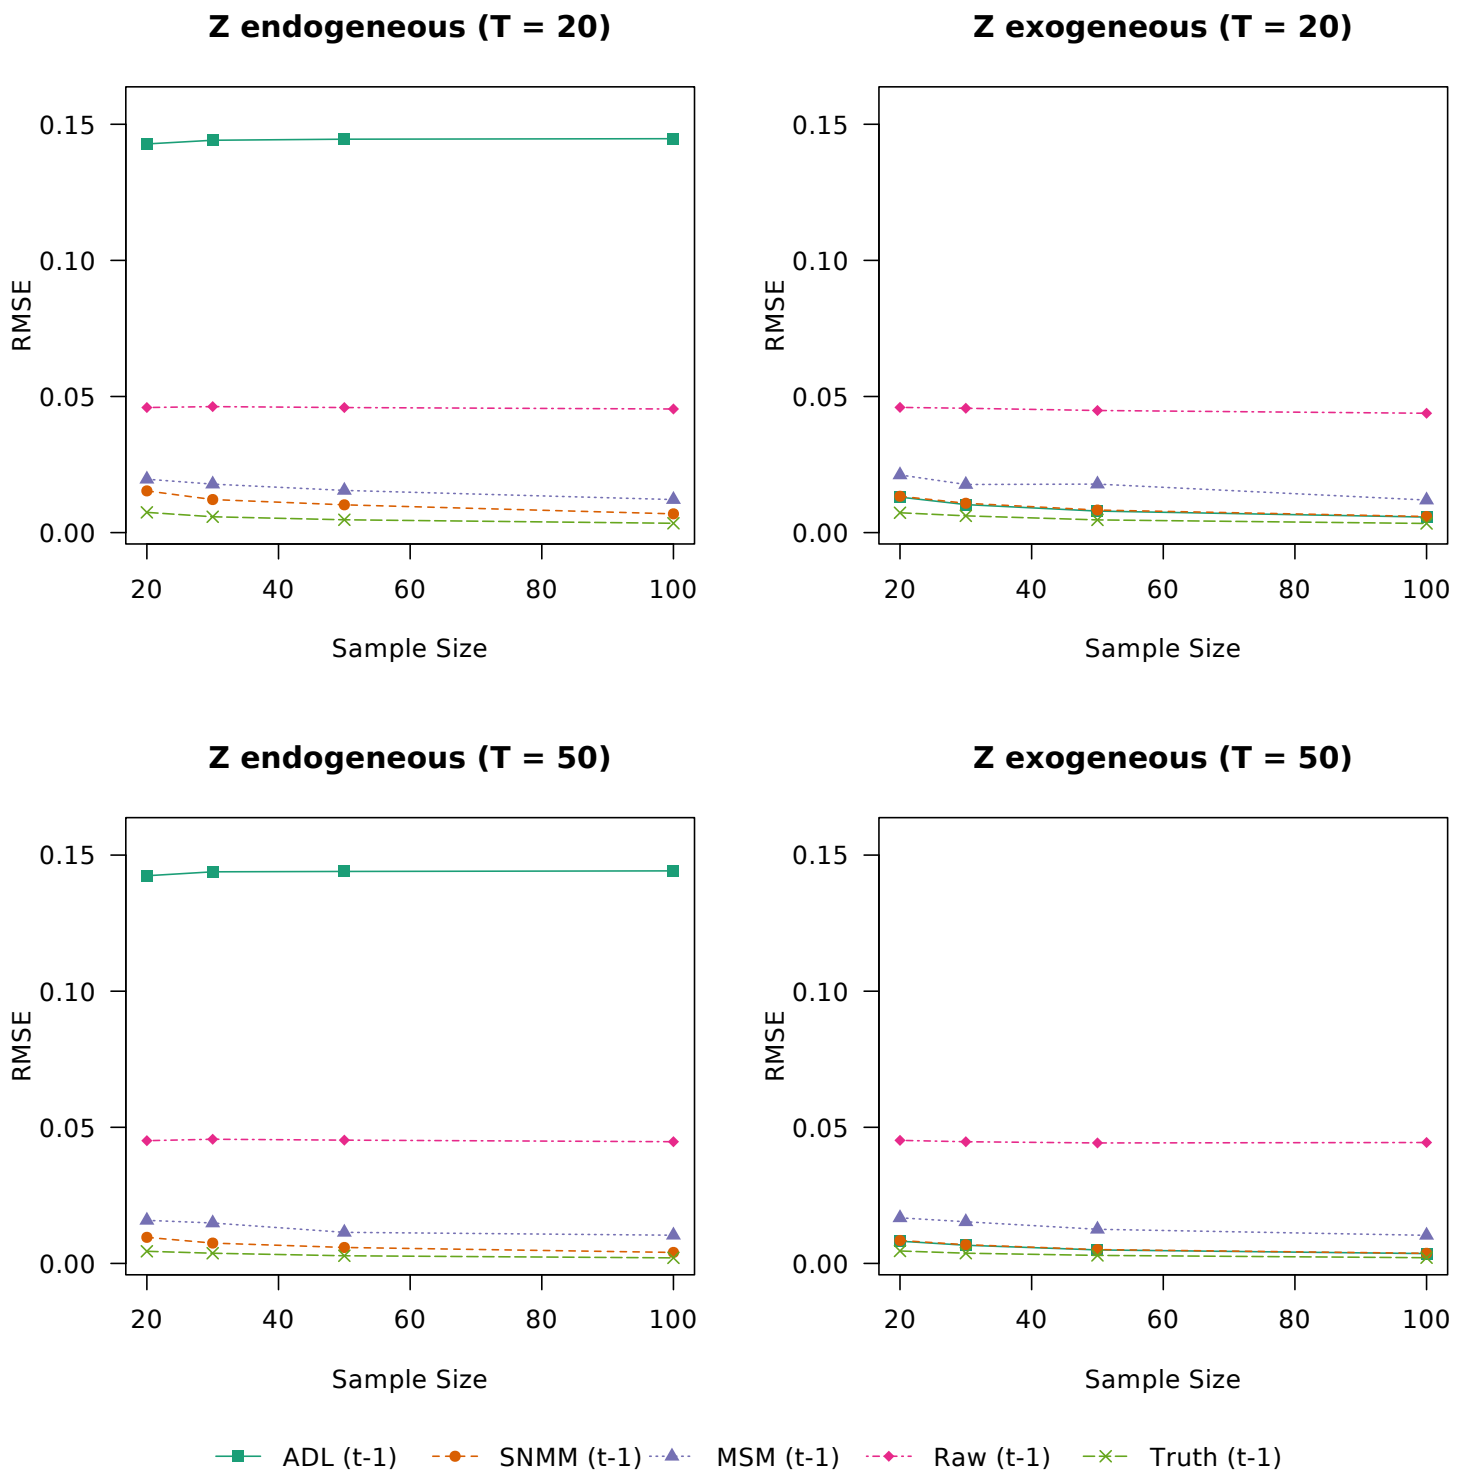 Z endogeneous (T = 20)
0.15
0.10
0.05
0.00
RMSE
20 40 60 80 100
Sample Size
Z exogeneous (T = 20)
0.15
0.10
0.05
0.00
RMSE
20 40 60 80 100
Sample Size
Z endogeneous (T = 50)
0.15
0.10
0.05
0.00
RMSE
20 40 60 80 100
Sample Size
Z exogeneous (T = 50)
0.15
0.10
0.05
0.00
RMSE
20 40 60 80 100
Sample Size
ADL (t-1) SNMM (t-1) MSM (t-1) Raw (t-1) Truth (t-1)